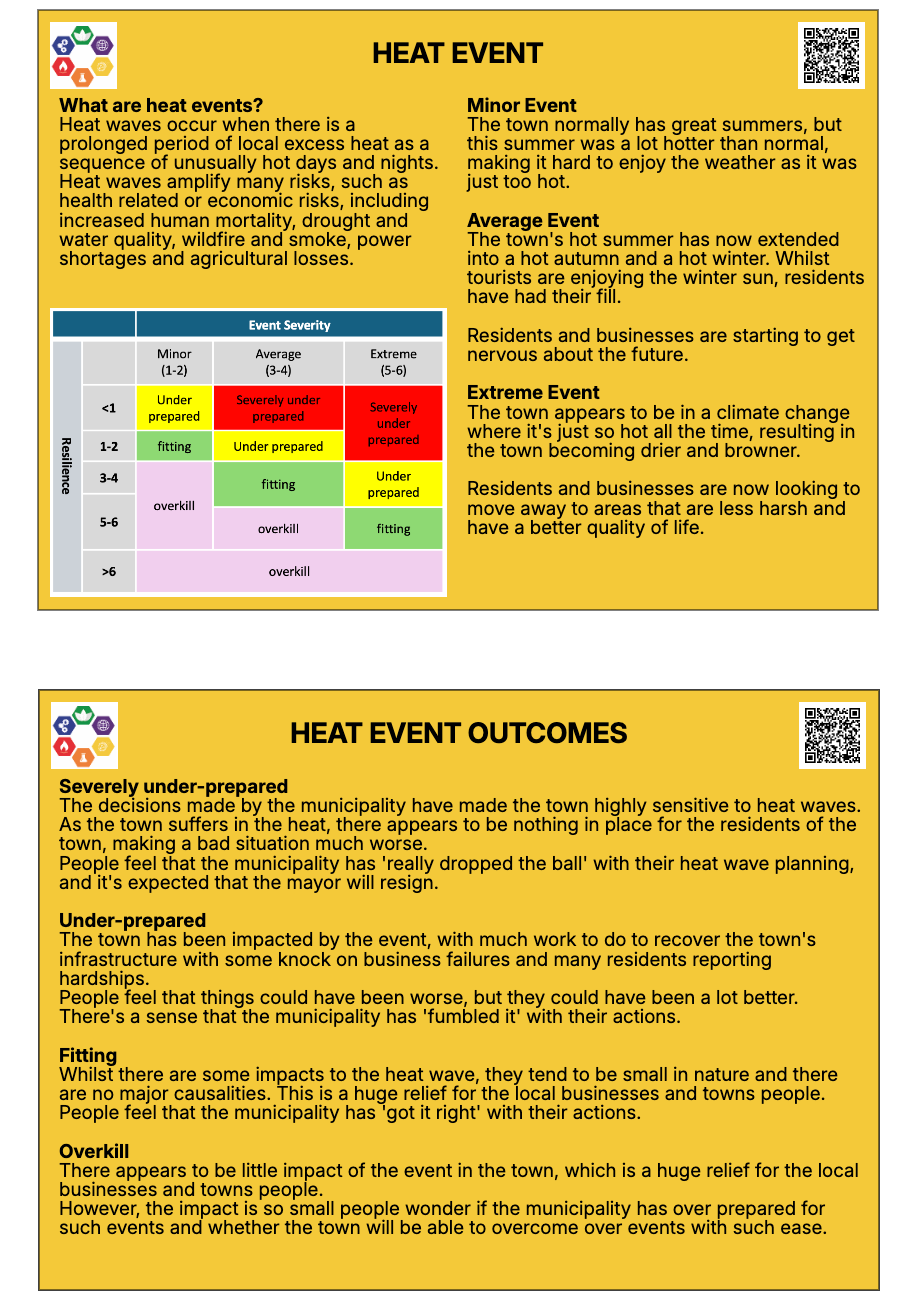 HEAT EVENT
What are heat events?
Heat waves occur when there is a
prolonged period of local excess heat as a
sequence of unusually hot days and nights.
Heat waves amplify many risks, such as
health related or economic risks, including
increased human mortality, drought and
water quality, wildfire and smoke, power
shortages and agricultural losses.
Event Severity
Minor
(1-2)
Average
(3-4)
Extreme
(5-6)
Resilience
<1
Under
prepared
Severely under
prepared
Severely
under
prepared
1-2
fitting
Under prepared
3-4
overkill
fitting
Under
prepared
5-6
overkill
fitting
>6
overkill
Minor Event
The town normally has great summers, but
this summer was a lot hotter than normal,
making it hard to enjoy the weather as it was
just too hot.
Average Event
The town's hot summer has now extended
into a hot autumn and a hot winter. Whilst
tourists are enjoying the winter sun, residents
have had their fill.
Residents and businesses are starting to get
nervous about the future.
Extreme Event
The town appears to be in a climate change
where it's just so hot all the time, resulting in
the town becoming drier and browner.
Residents and businesses are now looking to
move away to areas that are less harsh and
have a better quality of life.
HEAT EVENT OUTCOMES
Severely under-prepared
The decisions made by the municipality have made the town highly sensitive to heat waves.
As the town suffers in the heat, there appears to be nothing in place for the residents of the
town, making a bad situation much worse.
People feel that the municipality has 'really dropped the ball' with their heat wave planning,
and it's expected that the mayor will resign.
Under-prepared
The town has been impacted by the event, with much work to do to recover the town's
infrastructure with some knock on business failures and many residents reporting
hardships.
People feel that things could have been worse, but they could have been a lot better.
There's a sense that the municipality has 'fumbled it' with their actions.
Fitting
Whilst there are some impacts to the heat wave, they tend to be small in nature and there
are no major causalities. This is a huge relief for the local businesses and towns people.
People feel that the municipality has 'got it right' with their actions.
Overkill
There appears to be little impact of the event in the town, which is a huge relief for the local
businesses and towns people.
However, the impact is so small people wonder if the municipality has over prepared for
such events and whether the town will be able to overcome over events with such ease.